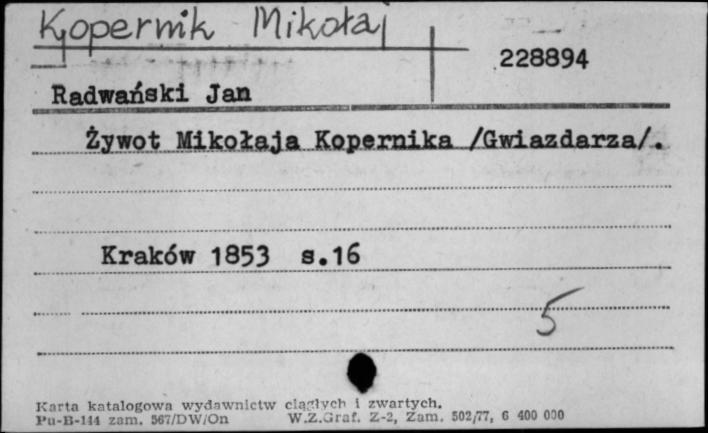 Kopernik Mikołaj
228894
Radwański Jan
Żywot Mikołaja Kopernika /Gwiazdarza/.
Kraków 1853 s.16
5
Karta katalogowa wydawnictw ciągłych i zwartych.
Pu-B-144 zam. 567/DW/On W.Z.Graf. Z-2, Zam. 502/77, 6 400 000